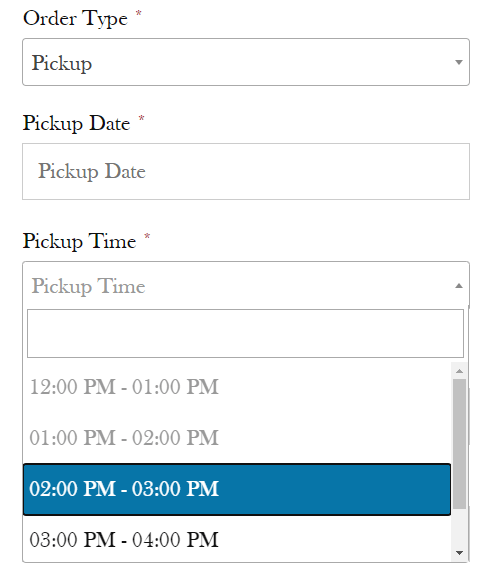 Order Type *
Pickup
Pickup Date *
Pickup Date
Pickup Time *
Pickup Time
12:00 PM - 01:00 PM
01:00 PM - 02:00 PM
02:00 PM - 03:00 PM
03:00 PM - 04:00 PM